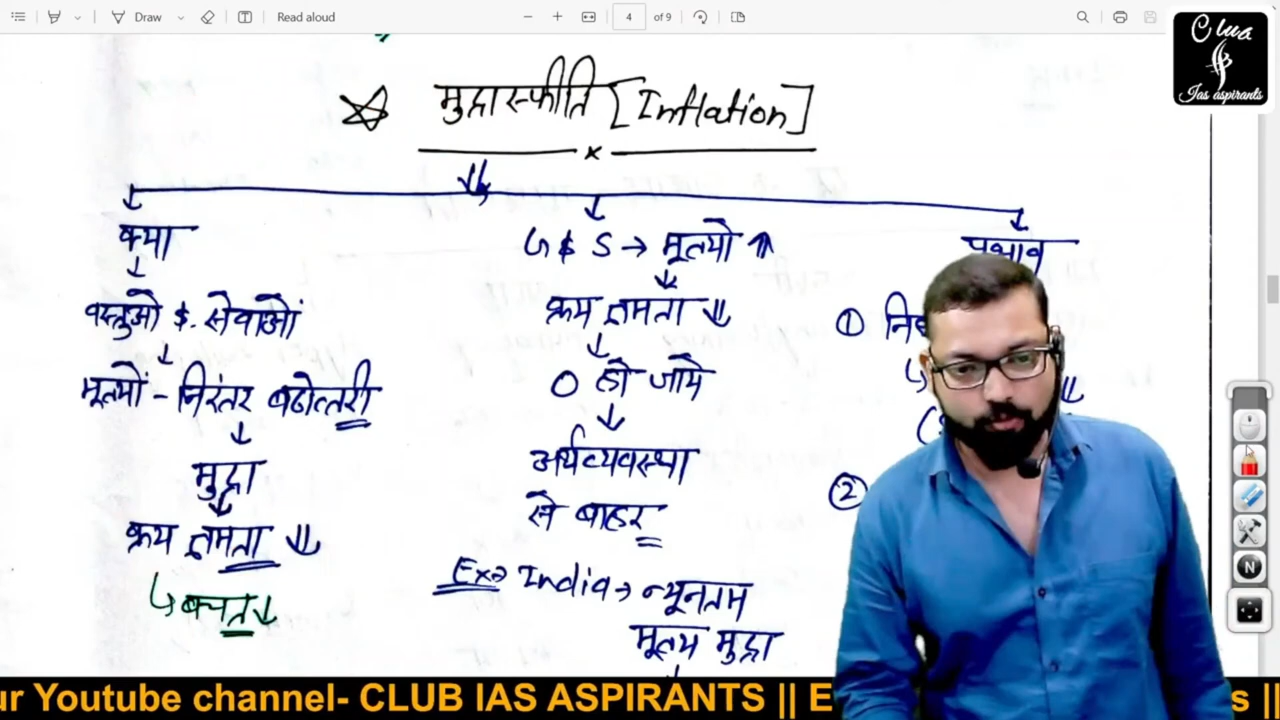 Draw
Read aloud
4 of 9
Club
Ias aspirants
मुद्रास्फीति [Inflation]
क्या
वस्तुओ & सेवाओं
मूल्यों - निरंतर बढोत्तरी
मुद्रा
क्रय क्षमता ⇓
↳ बचत↓
G & S → मूल्यो ⇑
क्रय क्षमता ⇓
0 हो जाये
अर्थव्यवस्था
से बाहर
Ex→ India → न्यूनतम
मूल्य मुद्रा
प्रभाव
①
②
ur Youtube channel- CLUB IAS ASPIRANTS || E
s ||